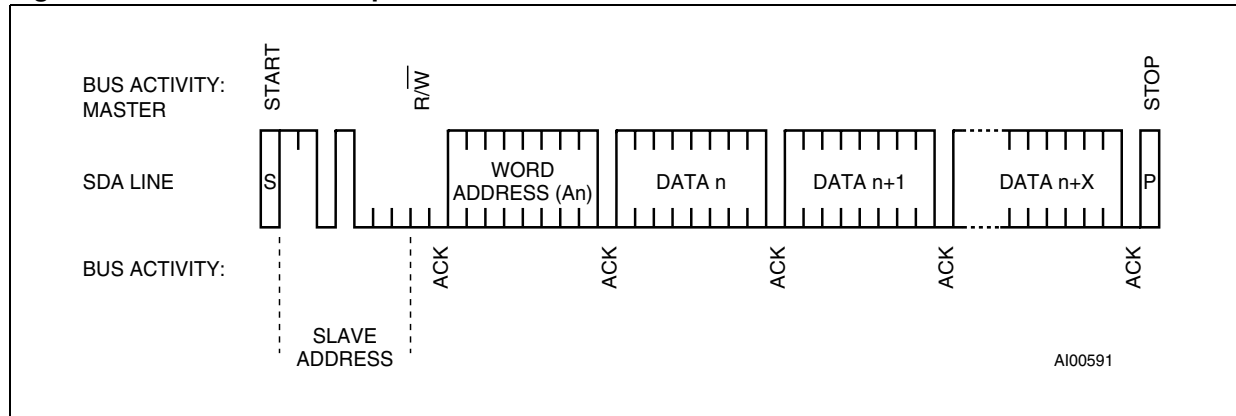 BUS ACTIVITY:
MASTER
START
R/W
STOP
SDA LINE
S
WORD
ADDRESS (An)
DATA n
DATA n+1
DATA n+X
P
BUS ACTIVITY:
ACK
ACK
ACK
ACK
ACK
SLAVE
ADDRESS
AI00591